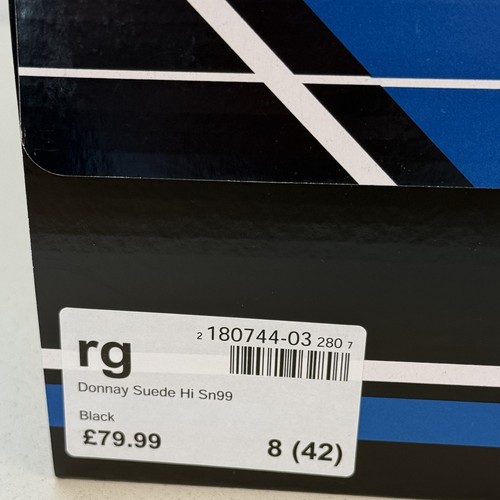 rg
2 180744-03 280 7
Donnay Suede Hi Sn99
Black
£79.99
8 (42)